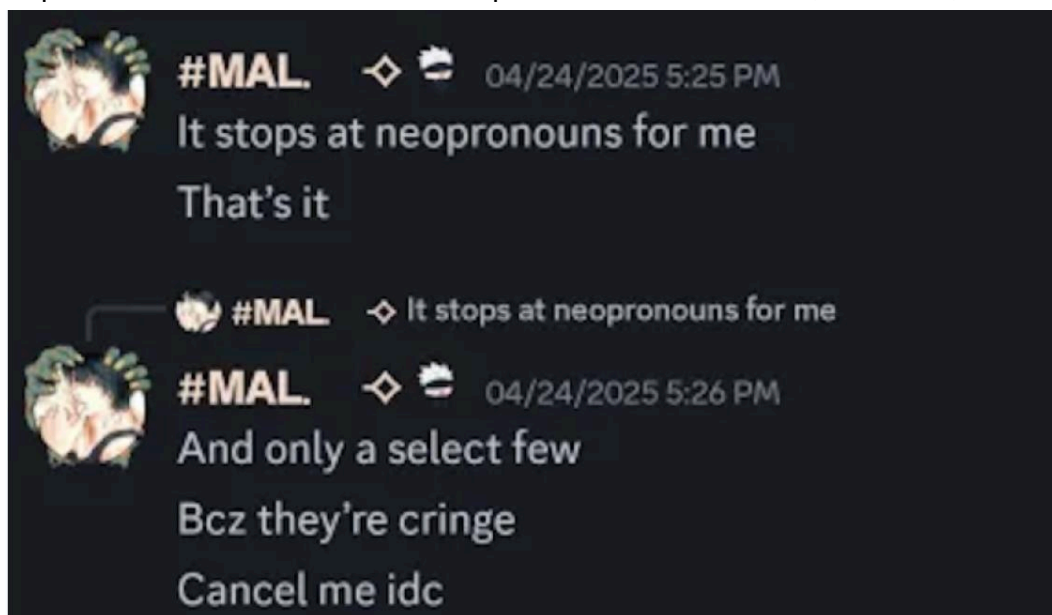 #MAL. 04/24/2025 5:25 PM
It stops at neopronouns for me
That's it
#MAL. It stops at neopronouns for me
#MAL. 04/24/2025 5:26 PM
And only a select few
Bcz they're cringe
Cancel me idc